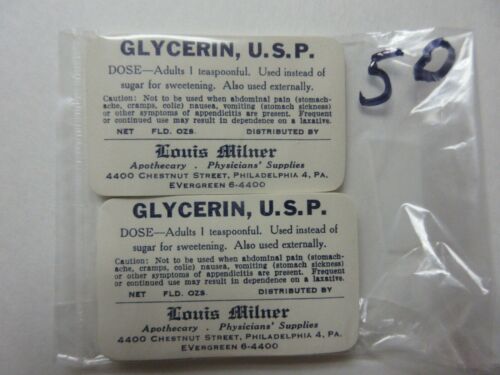 GLYCERIN, U.S.P.
DOSE—Adults 1 teaspoonful. Used instead of
sugar for sweetening. Also used externally.
Caution: Not to be used when abdominal pain (stomach-
ache, cramps, colic) nausea, vomiting (stomach sickness)
or other symptoms of appendicitis are present. Frequent
or continued use may result in dependence on a laxative.
NET FLD. OZS. DISTRIBUTED BY
Louis Milner
Apothecary . Physicians' Supplies
4400 CHESTNUT STREET, PHILADELPHIA 4, PA.
EVERGREEN 6-4400
50
GLYCERIN, U.S.P.
DOSE—Adults 1 teaspoonful. Used instead of
sugar for sweetening. Also used externally.
Caution: Not to be used when abdominal pain (stomach-
ache, cramps, colic) nausea, vomiting (stomach sickness)
or other symptoms of appendicitis are present. Frequent
or continued use may result in dependence on a laxative.
NET FLD. OZS. DISTRIBUTED BY
Louis Milner
Apothecary . Physicians' Supplies
4400 CHESTNUT STREET, PHILADELPHIA 4, PA.
EVERGREEN 6-4400